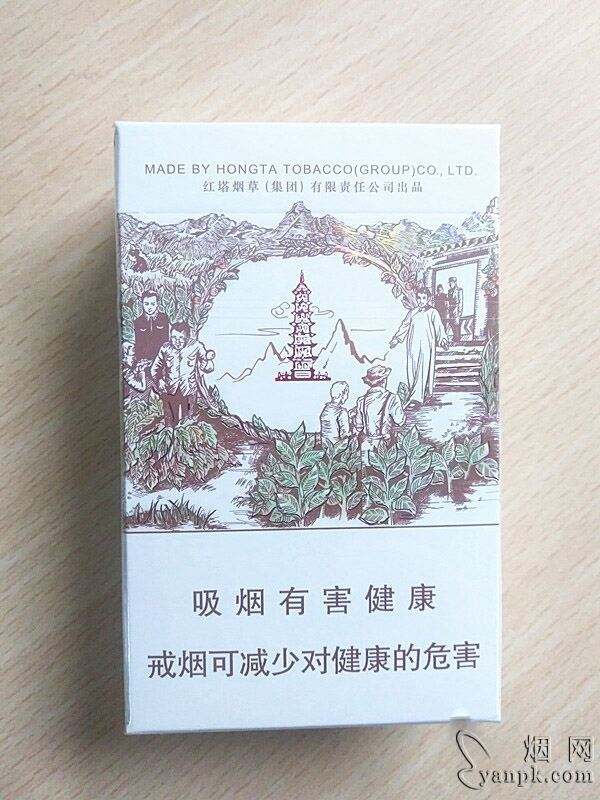 MADE BY HONGTA TOBACCO(GROUP)CO., LTD.
红塔烟草(集团)有限责任公司出品
吸烟有害健康
戒烟可减少对健康的危害
烟网
yanpk.com